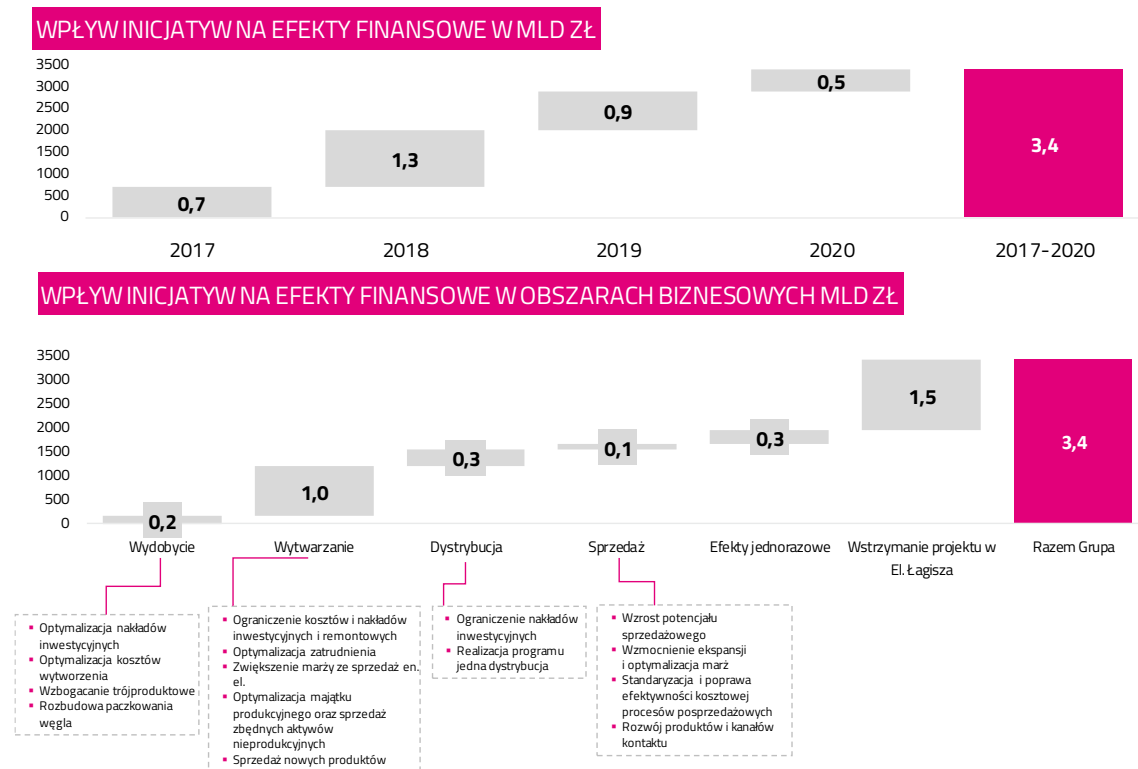 WPŁYW INICJATYW NA EFEKTY FINANSOWE W MLD ZŁ
3500
3000
2500
2000
1500
1000
500
0
0,7
1,3
0,9
0,5
3,4
2017
2018
2019
2020
2017-2020
WPŁYW INICJATYW NA EFEKTY FINANSOWE W OBSZARACH BIZNESOWYCH MLD ZŁ
3500
3000
2500
2000
1500
1000
500
0
0,2
1,0
0,3
0,1
0,3
1,5
3,4
Wydobycie
Wytwarzanie
Dystrybucja
Sprzedaż
Efekty jednorazowe
Wstrzymanie projektu w
El. Łagisza
Razem Grupa
▪ Optymalizacja nakładów
inwestycyjnych
▪ Optymalizacja kosztów
wytworzenia
▪ Wzbogacanie trójproduktowe
▪ Rozbudowa paczkowania
węgla
▪ Ograniczenie kosztów i nakładów
inwestycyjnych i remontowych
▪ Optymalizacja zatrudnienia
▪ Zwiększenie marży ze sprzedaż en.
el.
▪ Optymalizacja majątku
produkcyjnego oraz sprzedaż
zbędnych aktywów
nieprodukcyjnych
▪ Sprzedaż nowych produktów
▪ Ograniczenie nakładów
inwestycyjnych
▪ Realizacja programu
jedna dystrybucja
▪ Wzrost potencjału
sprzedażowego
▪ Wzmocnienie ekspansji
i optymalizacja marż
▪ Standaryzacja i poprawa
efektywności kosztowej
procesów posprzedażowych
▪ Rozwój produktów i kanałów
kontaktu